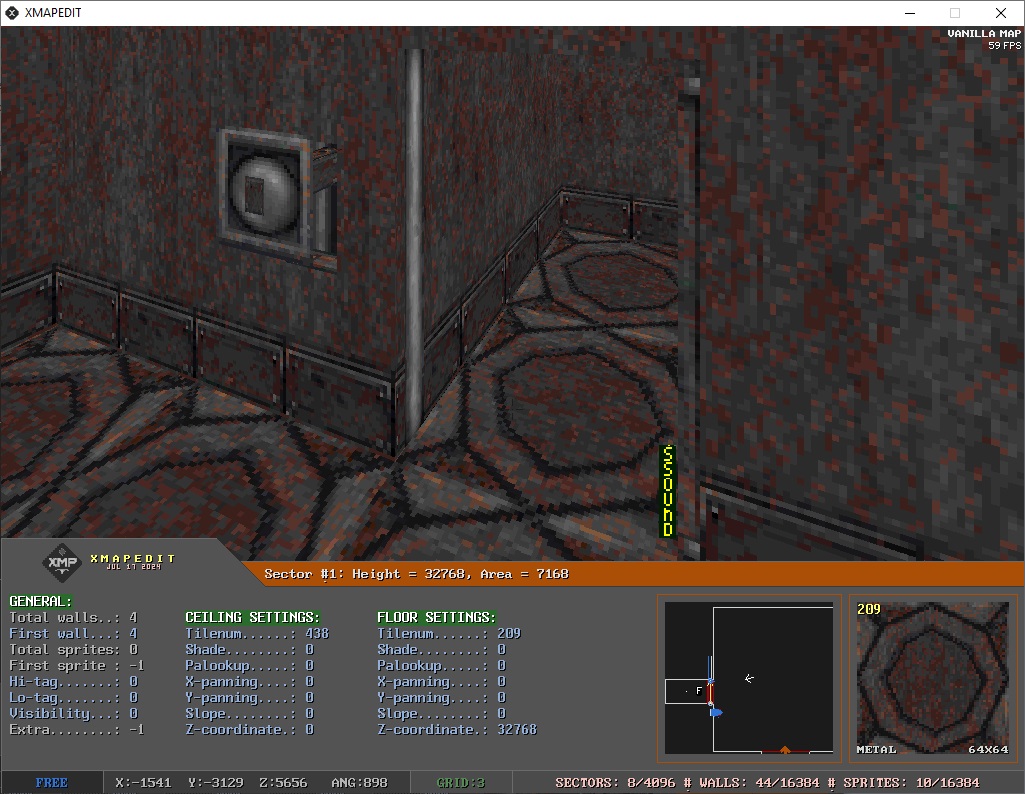 XMAPEDIT
VANILLA MAP
59 FPS
SSOUND
XMP
XMAPEDIT
JUL 17 2024
Sector #1: Height = 32768, Area = 7168
GENERAL:
Total walls..: 4
First wall...: 4
Total sprites: 0
First sprite : -1
Hi-tag.......: 0
Lo-tag.......: 0
Visibility...: 0
Extra........: -1
CEILING SETTINGS:
Tilenum......: 438
Shade........: 0
Palookup.....: 0
X-panning....: 0
Y-panning....: 0
Slope........: 0
Z-coordinate.: 0
FLOOR SETTINGS:
Tilenum......: 209
Shade........: 0
Palookup.....: 0
X-panning....: 0
Y-panning....: 0
Slope........: 0
Z-coordinate.: 32768
F
209
METAL 64X64
FREE X:-1541 Y:-3129 Z:5656 ANG:898 GRID:3 SECTORS: 8/4096 # WALLS: 44/16384 # SPRITES: 10/16384